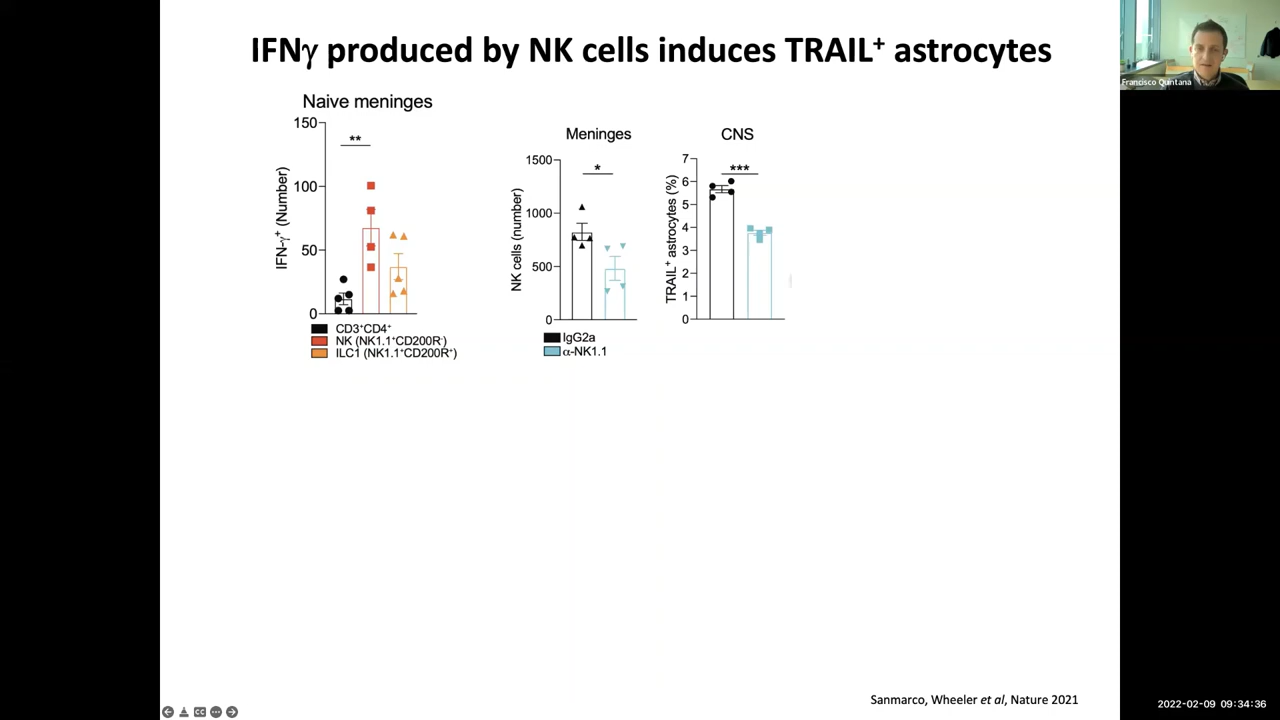 IFNγ produced by NK cells induces TRAIL⁺ astrocytes
Francisco Quintana
Naive meninges
150
100
50
0
IFN-γ⁺ (Number)
**
CD3⁺CD4⁺
NK (NK1.1⁺CD200R⁻)
ILC1 (NK1.1⁺CD200R⁺)
Meninges
1500
1000
500
0
NK cells (number)
*
IgG2a
α-NK1.1
CNS
7
6
5
4
3
2
1
0
TRAIL⁺ astrocytes (%)
***
Sanmarco, Wheeler et al, Nature 2021
CC
2022-02-09 09:34:36